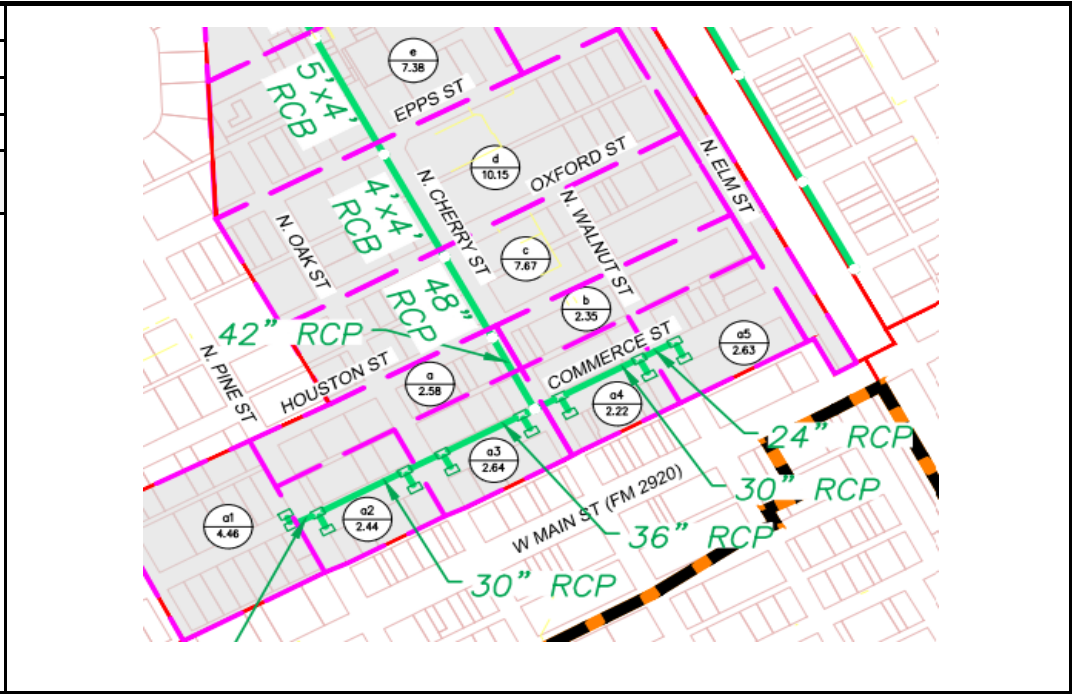 e
7.38
EPPS ST
5'x4'
RCB
d
10.15
OXFORD ST
N. ELM ST
N. CHERRY ST
4'x4'
RCB
N. WALNUT ST
N. OAK ST
c
7.67
48"
RCP
b
2.35
42" RCP
COMMERCE ST
a5
2.63
N. PINE ST
HOUSTON ST
a
2.58
a4
2.22
24" RCP
a3
2.64
30" RCP
W MAIN ST (FM 2920)
a1
4.46
a2
2.44
36" RCP
30" RCP